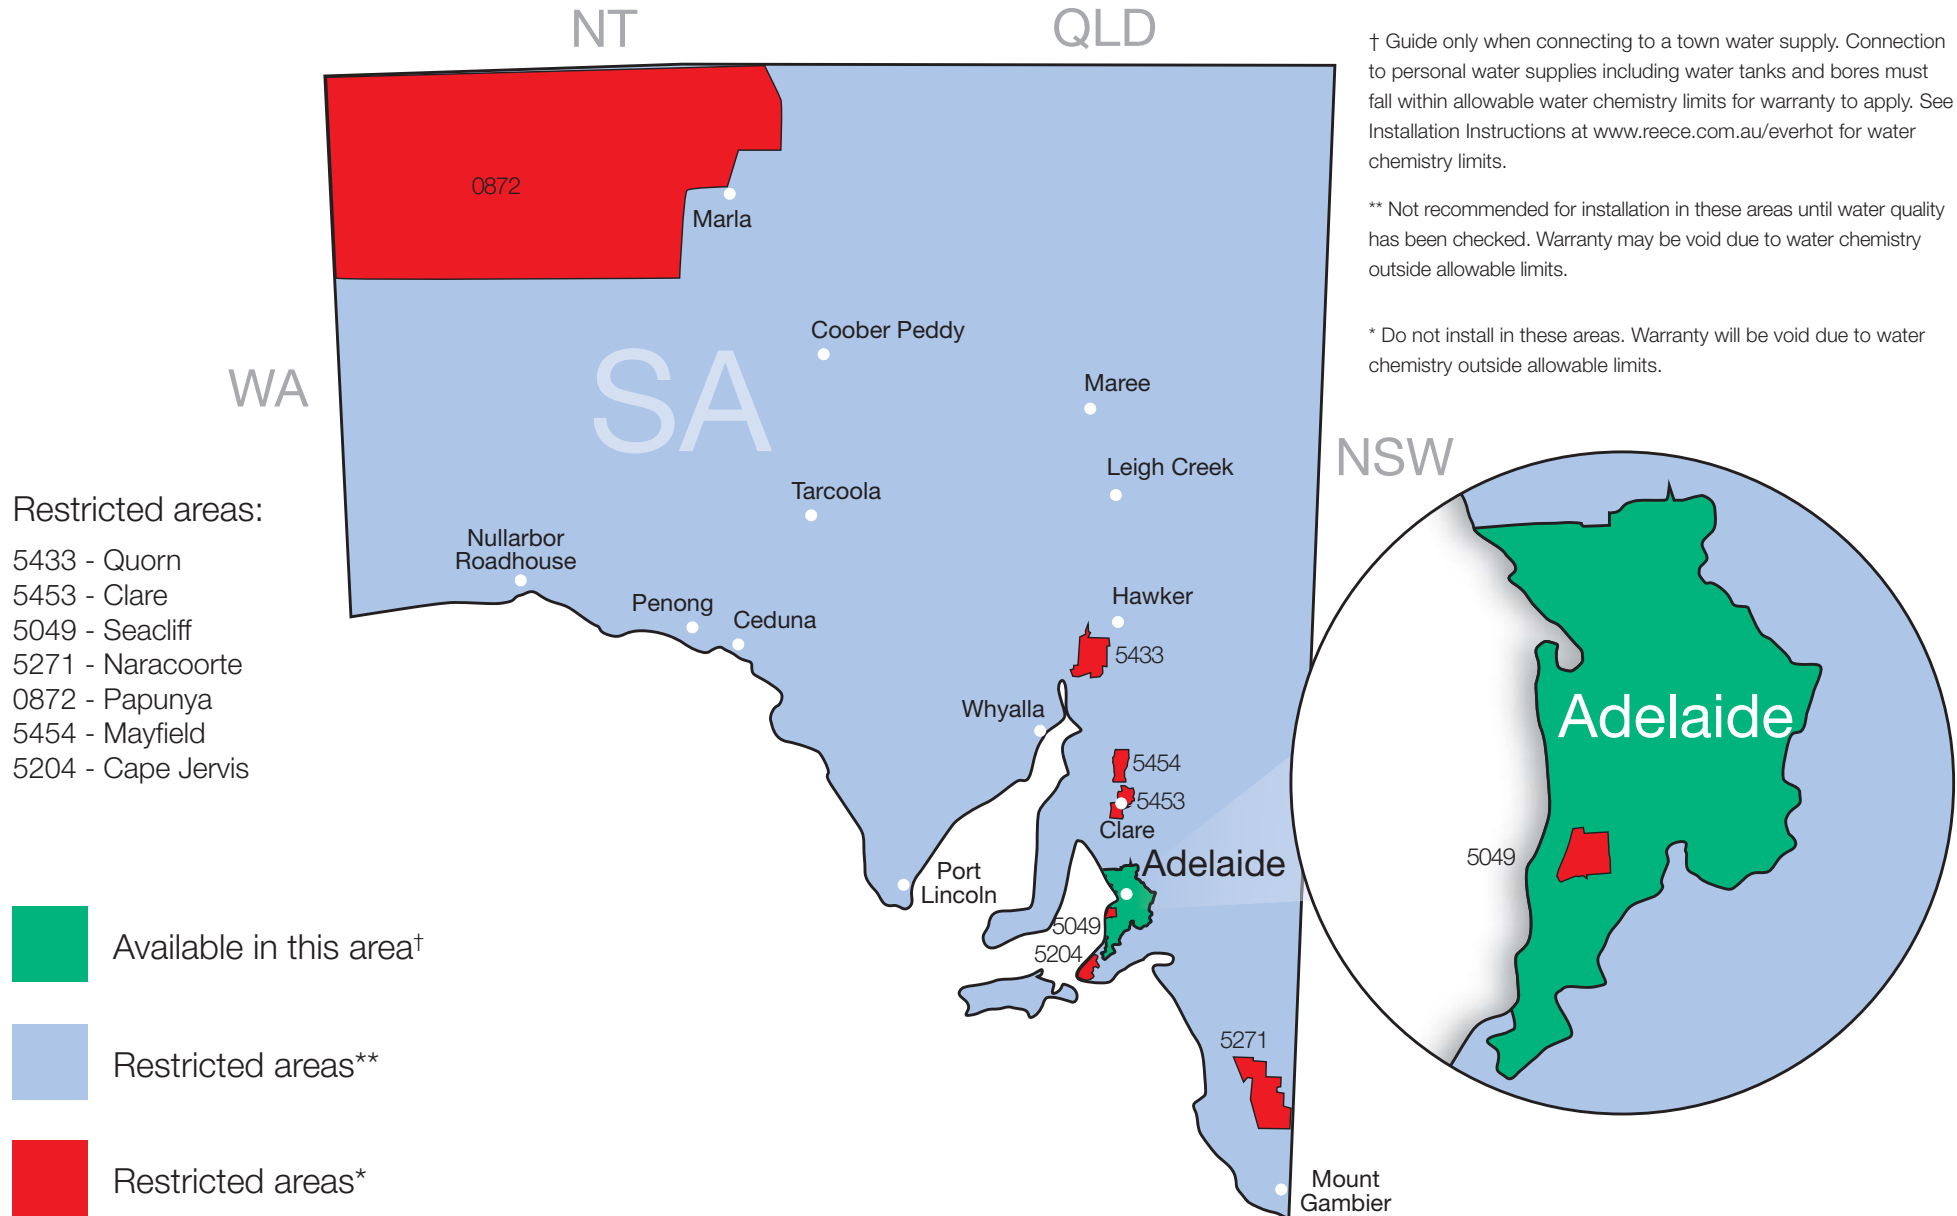 NT
QLD
† Guide only when connecting to a town water supply. Connection
to personal water supplies including water tanks and bores must
fall within allowable water chemistry limits for warranty to apply. See
Installation Instructions at www.reece.com.au/everhot for water
chemistry limits.
** Not recommended for installation in these areas until water quality
has been checked. Warranty may be void due to water chemistry
outside allowable limits.
* Do not install in these areas. Warranty will be void due to water
chemistry outside allowable limits.
0872
Marla
Coober Peddy
SA
WA
Maree
NSW
Leigh Creek
Tarcoola
Nullarbor
Roadhouse
Penong
Ceduna
Hawker
5433
Whyalla
5454
5453
Clare
Adelaide
Port
Lincoln
5049
5204
5271
Mount
Gambier
Adelaide
5049
Restricted areas:
5433 - Quorn
5453 - Clare
5049 - Seacliff
5271 - Naracoorte
0872 - Papunya
5454 - Mayfield
5204 - Cape Jervis
Available in this area†
Restricted areas**
Restricted areas*